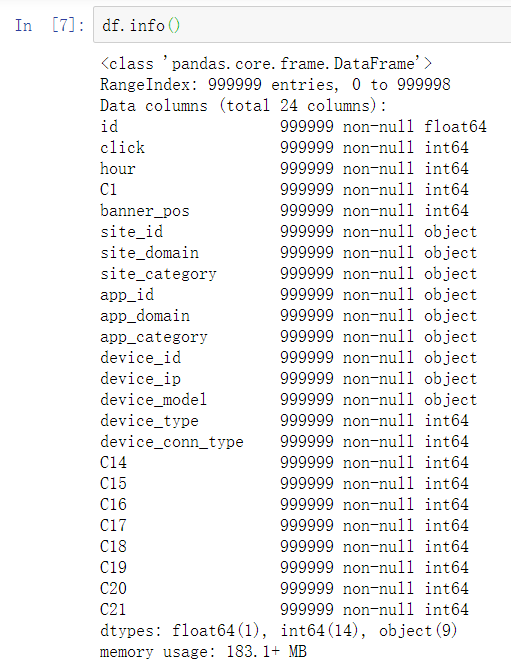 In [7]: df.info()
<class 'pandas.core.frame.DataFrame'>
RangeIndex: 999999 entries, 0 to 999998
Data columns (total 24 columns):
id 999999 non-null float64
click 999999 non-null int64
hour 999999 non-null int64
C1 999999 non-null int64
banner_pos 999999 non-null int64
site_id 999999 non-null object
site_domain 999999 non-null object
site_category 999999 non-null object
app_id 999999 non-null object
app_domain 999999 non-null object
app_category 999999 non-null object
device_id 999999 non-null object
device_ip 999999 non-null object
device_model 999999 non-null object
device_type 999999 non-null int64
device_conn_type 999999 non-null int64
C14 999999 non-null int64
C15 999999 non-null int64
C16 999999 non-null int64
C17 999999 non-null int64
C18 999999 non-null int64
C19 999999 non-null int64
C20 999999 non-null int64
C21 999999 non-null int64
dtypes: float64(1), int64(14), object(9)
memory usage: 183.1+ MB